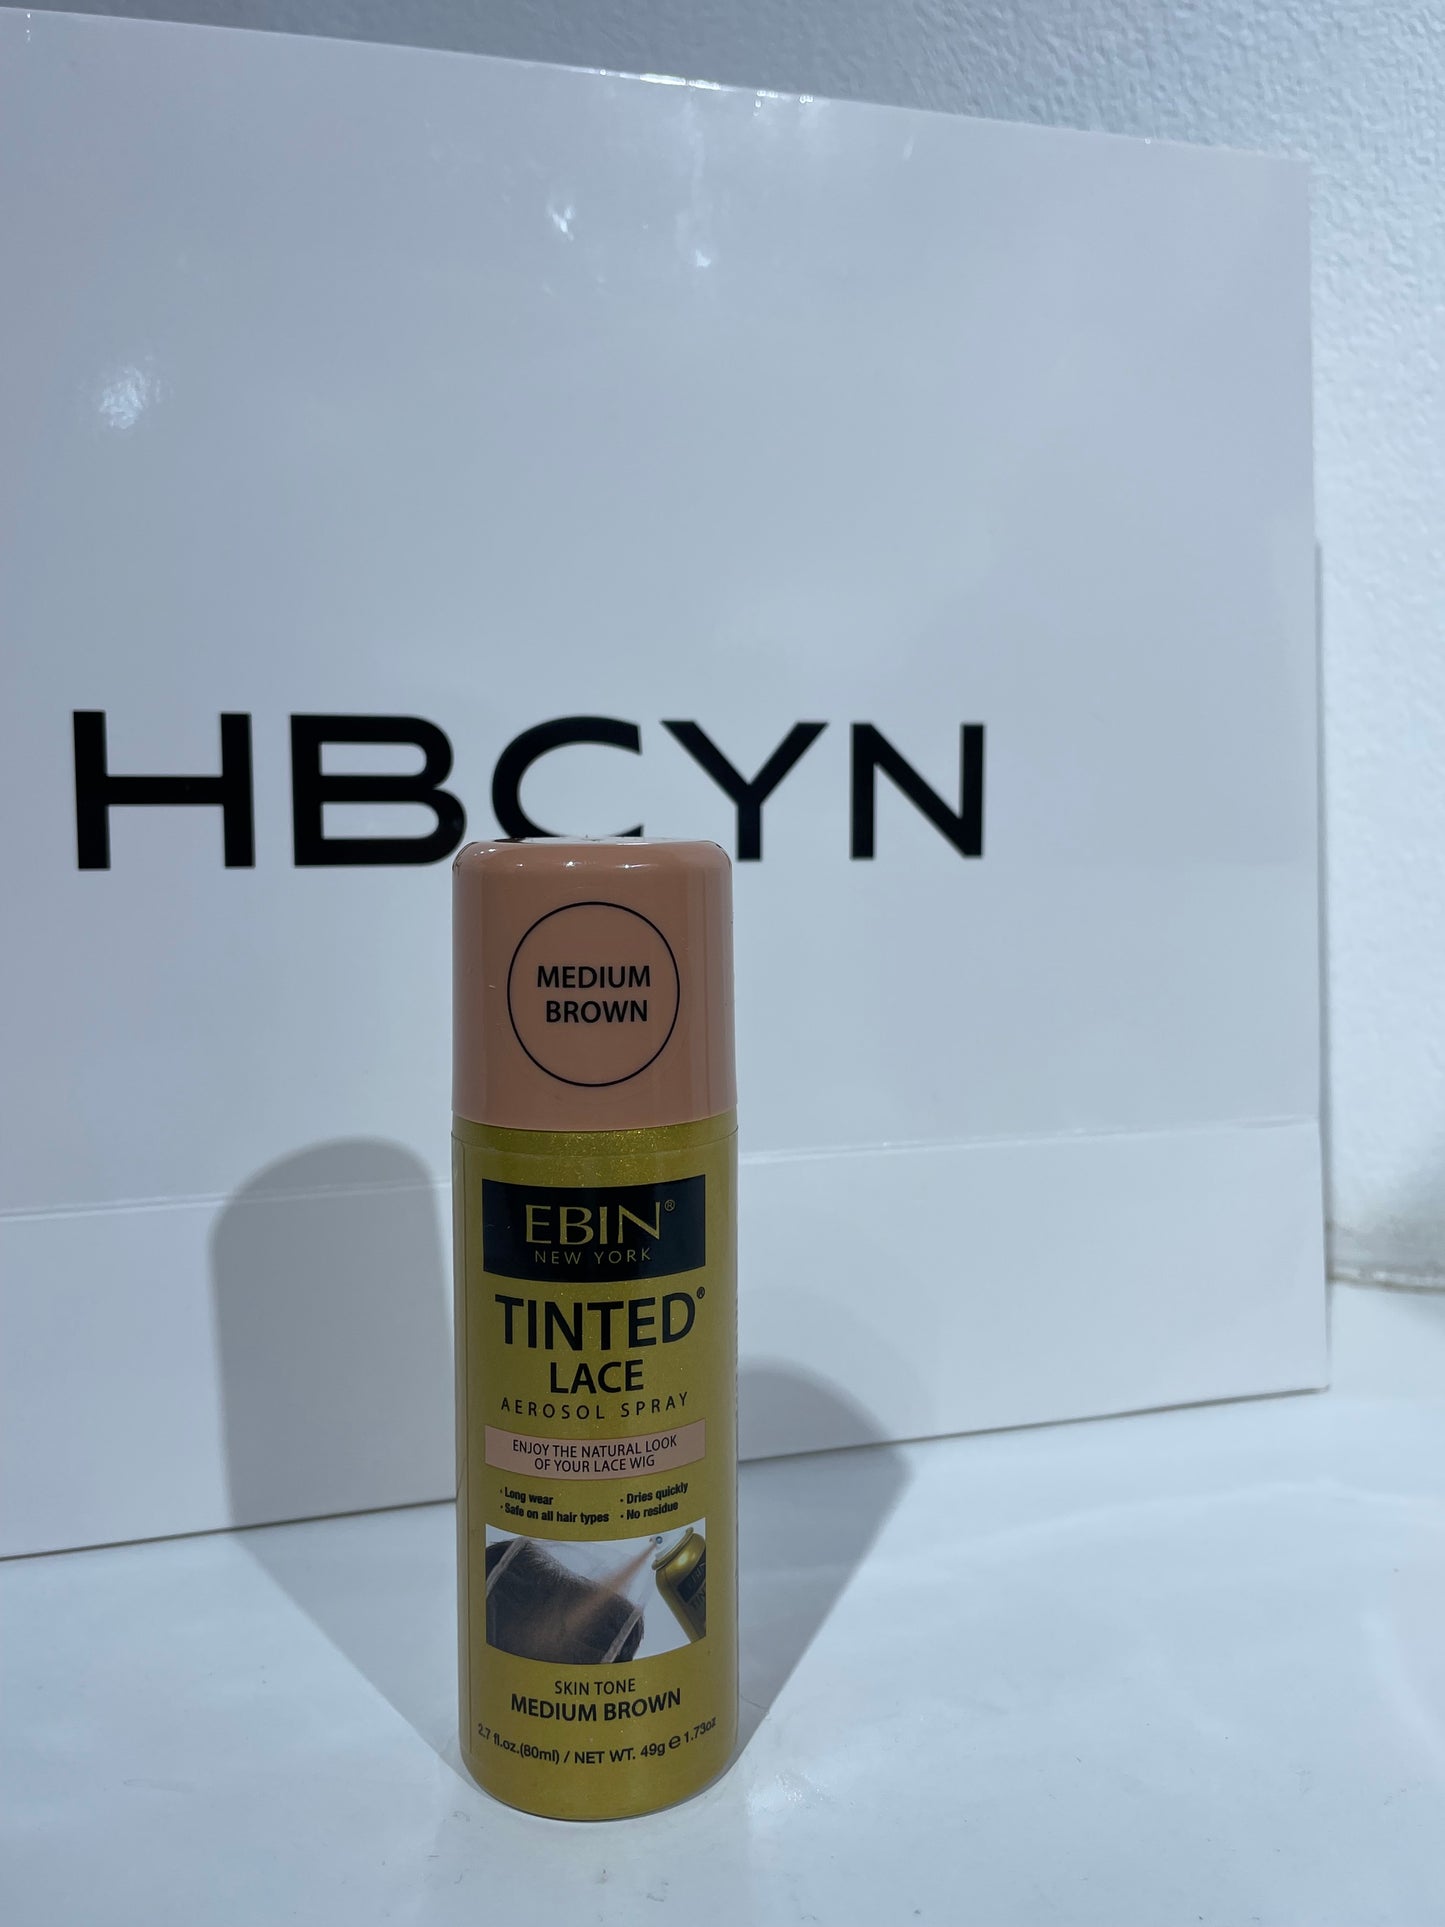 HBCYN
MEDIUM
BROWN
EBIN®
NEW YORK
TINTED®
LACE
AEROSOL SPRAY
ENJOY THE NATURAL LOOK
OF YOUR LACE WIG
· Long wear · Dries quickly
· Safe on all hair types · No residue
SKIN TONE
MEDIUM BROWN
2.7 fl.oz.(80ml) / NET WT. 49g e 1.73oz